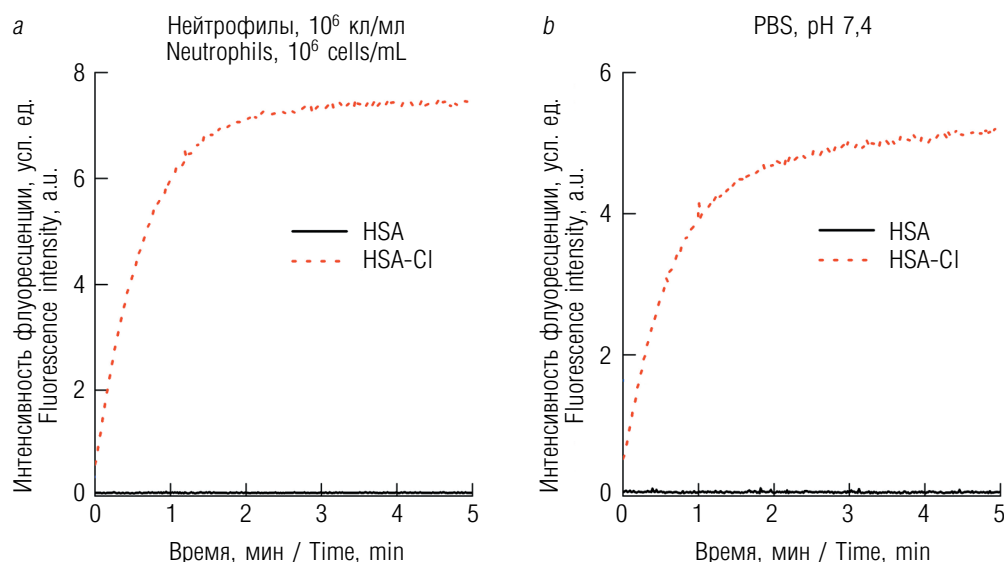 a
Нейтрофилы, 10⁶ кл/мл
Neutrophils, 10⁶ cells/mL
Интенсивность флуоресценции, усл. ед.
Fluorescence intensity, a.u.
8
6
4
2
0
HSA
HSA-Cl
0 1 2 3 4 5
Время, мин / Time, min
b
PBS, pH 7,4
Интенсивность флуоресценции, усл. ед.
Fluorescence intensity, a.u.
6
4
2
0
HSA
HSA-Cl
0 1 2 3 4 5
Время, мин / Time, min